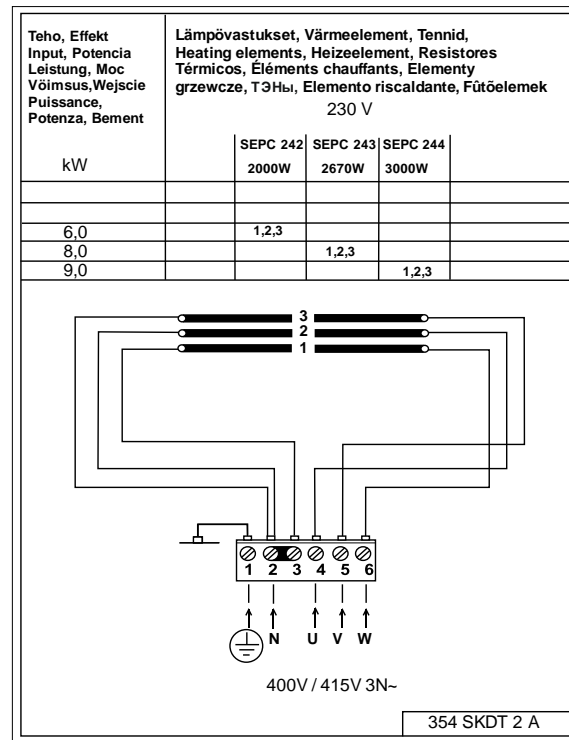 Teho, Effekt
Input, Potencia
Leistung, Moc
Vöimsus,Wejscie
Puissance,
Potenza, Bement
kW
Lämpövastukset, Värmeelement, Tennid,
Heating elements, Heizeelement, Resistores
Térmicos, Éléments chauffants, Elementy
grzewcze, ТЭНы, Elemento riscaldante, Fûtõelemek
230 V
SEPC 242 SEPC 243 SEPC 244
2000W 2670W 3000W
6,0 1,2,3
8,0 1,2,3
9,0 1,2,3
3
2
1
1 2 3 4 5 6
N U V W
400V / 415V 3N~
354 SKDT 2 A